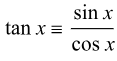 tan x ≡ sin x / cos x